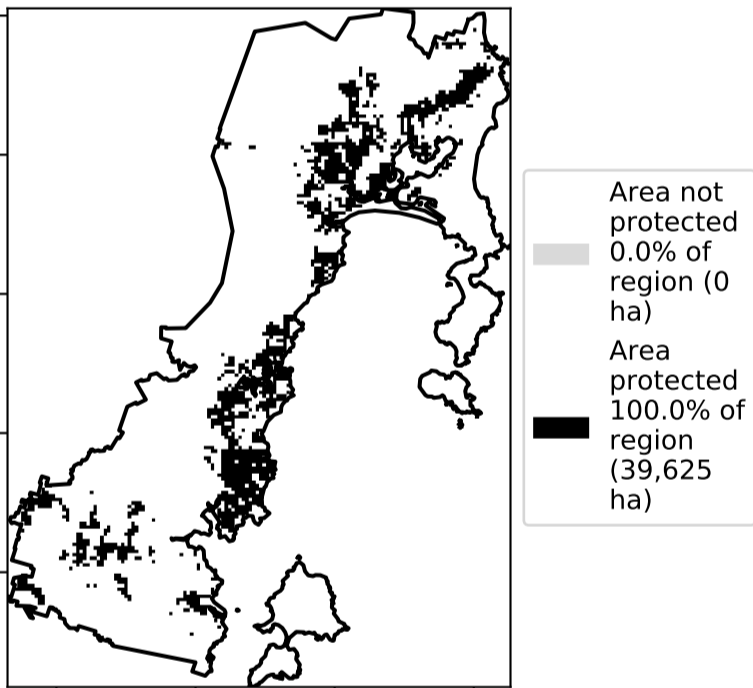 Area not
protected
0.0% of
region (0
ha)
Area
protected
100.0% of
region
(39,625
ha)